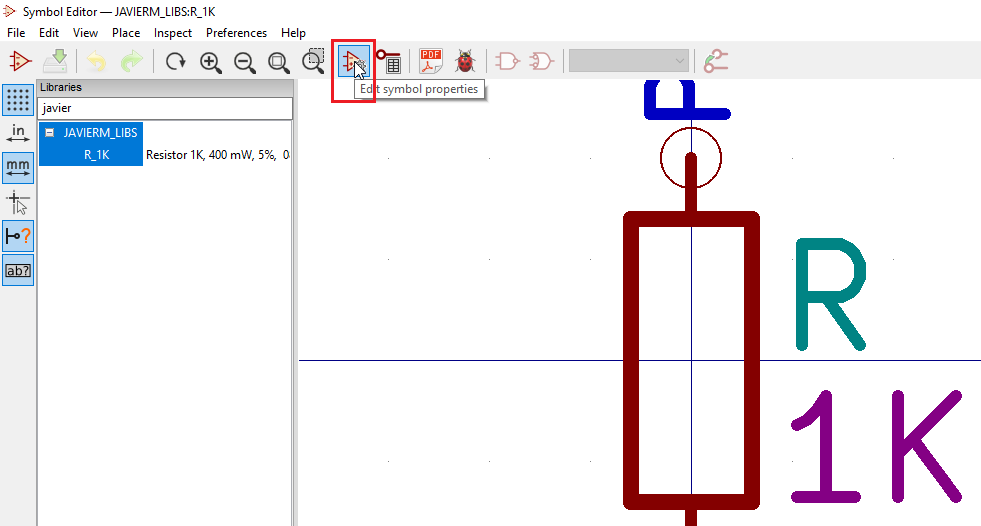 Symbol Editor — JAVIERM_LIBS:R_1K
File Edit View Place Inspect Preferences Help
PDF
Edit symbol properties
Libraries
javier
in
JAVIERM_LIBS
R_1K Resistor 1K, 400 mW, 5%, 0
mm
ab?
R
1K